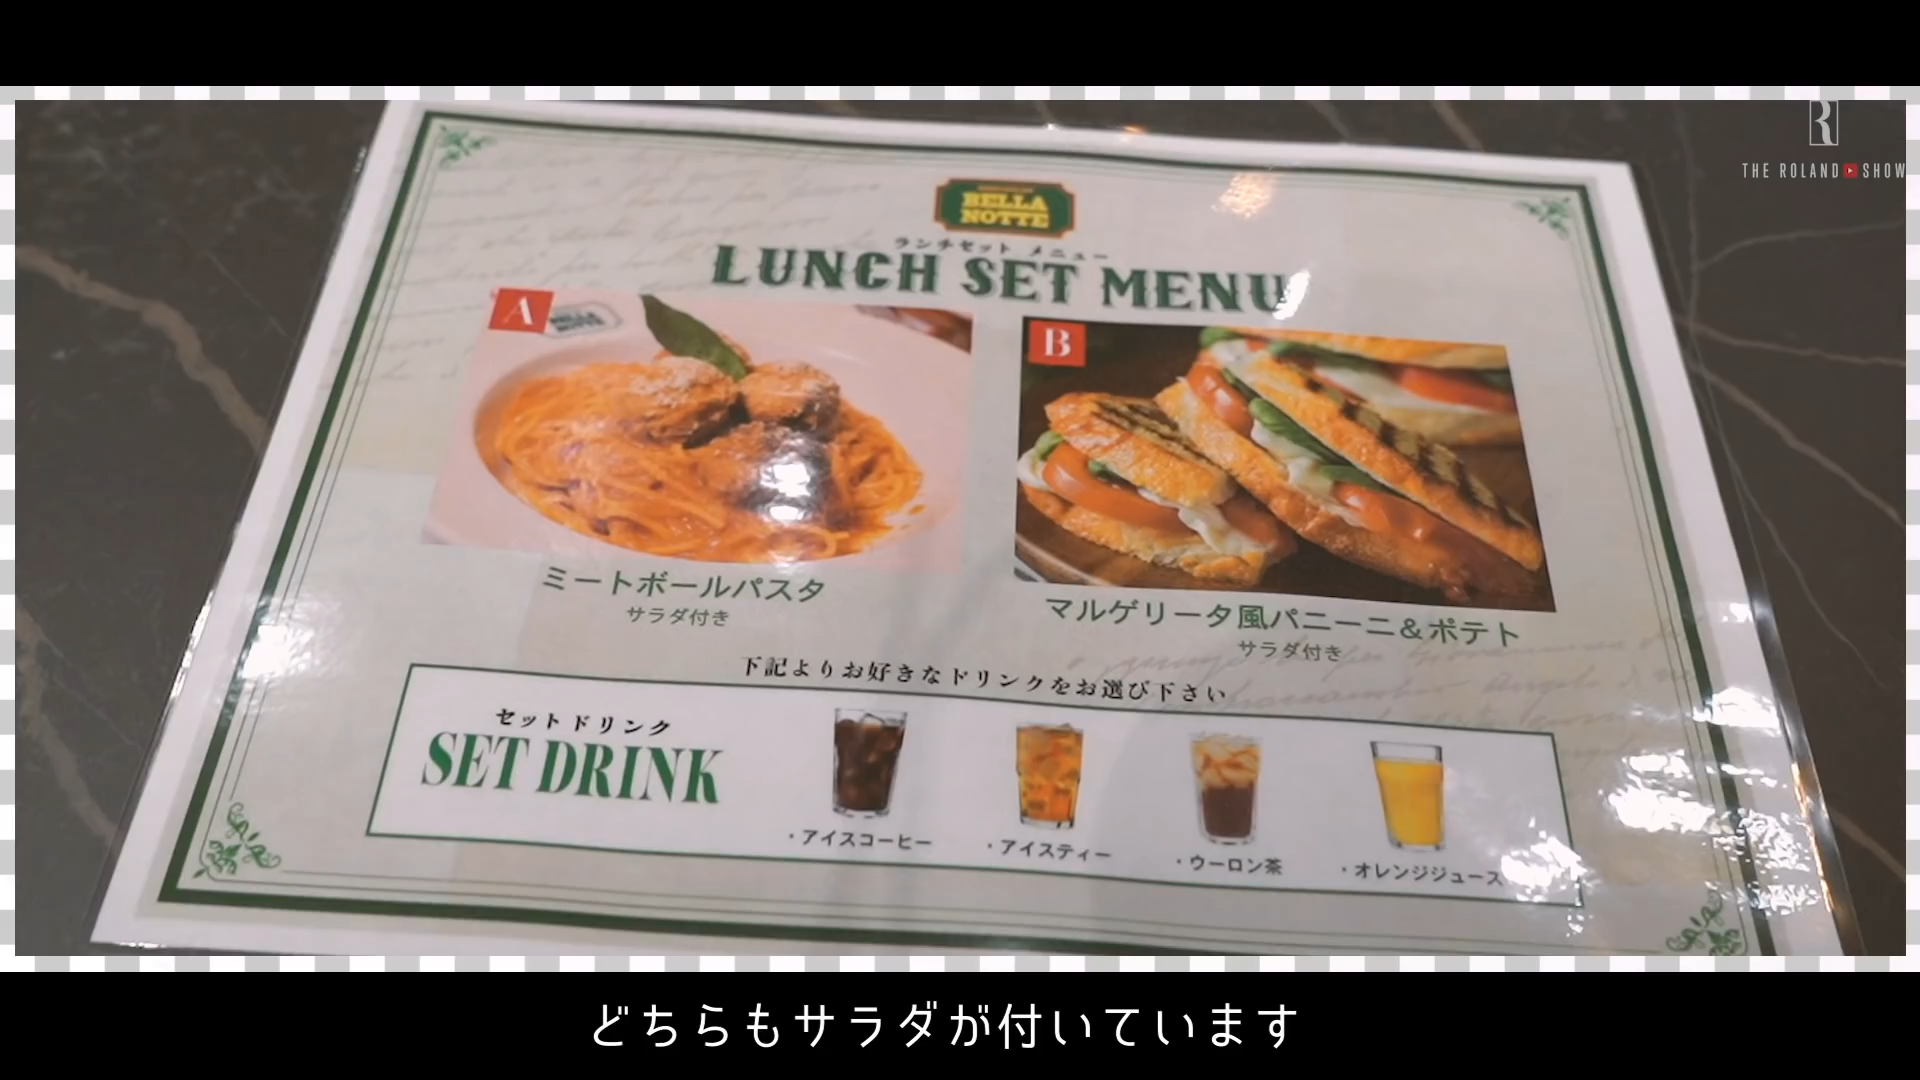 THE ROLAND SHOW
BELLA
NOTTE
ランチセット メニュー
LUNCH SET MENU
A
B
ミートボールパスタ
サラダ付き
マルゲリータ風パニーニ&ポテト
サラダ付き
下記よりお好きなドリンクをお選び下さい
セットドリンク
SET DRINK
・アイスコーヒー
・アイスティー
・ウーロン茶
・オレンジジュース
どちらもサラダが付いています